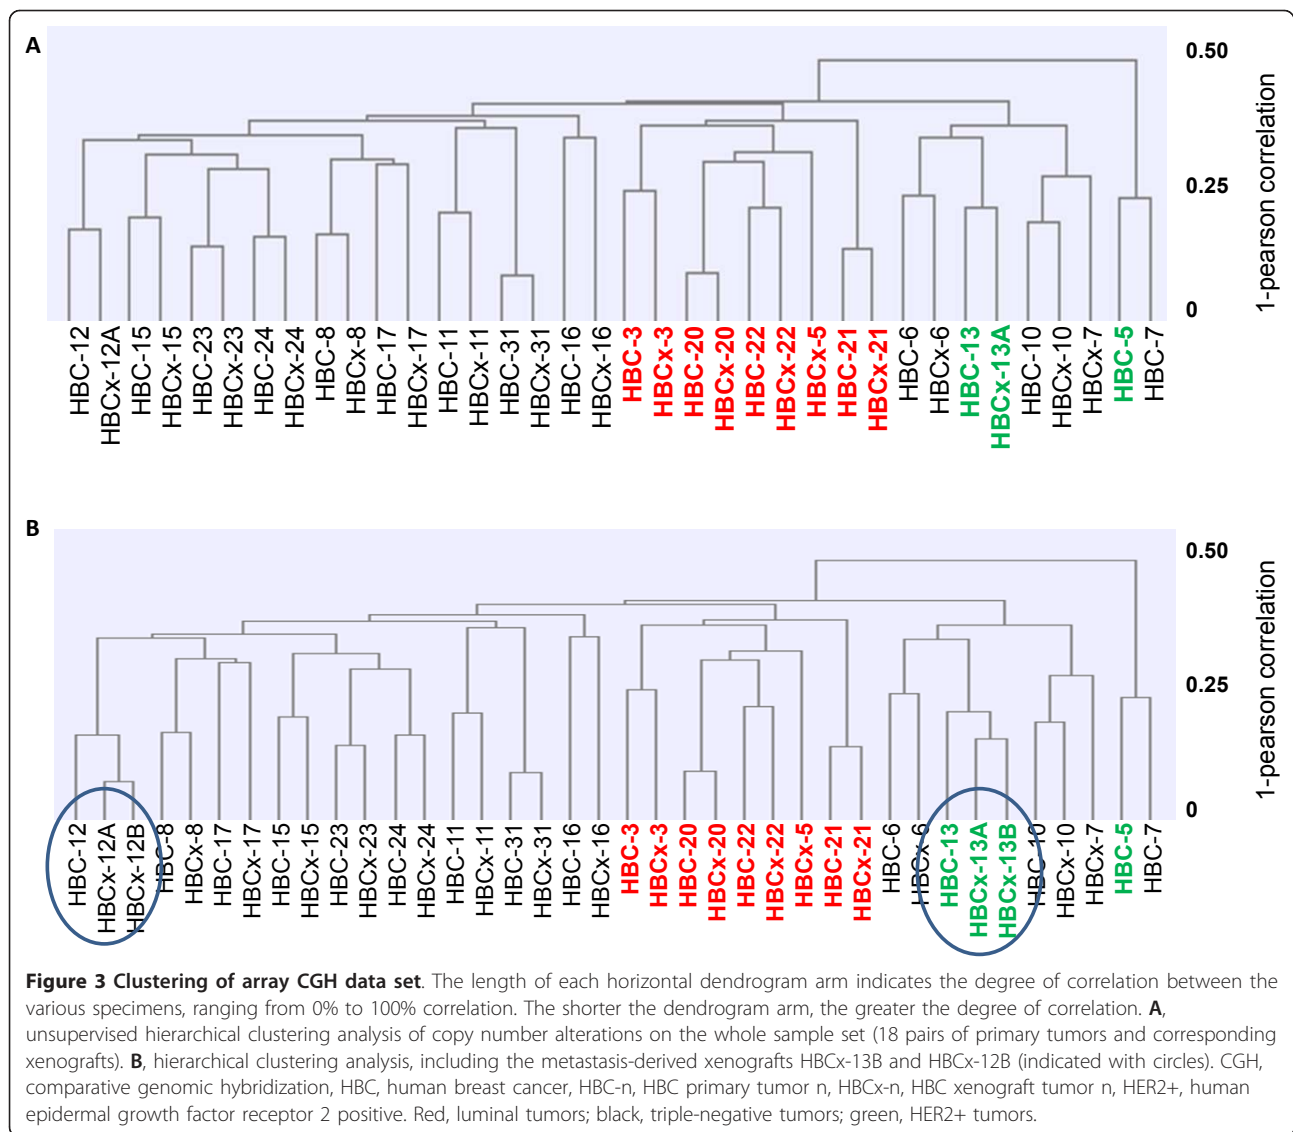 A
0.50
0.25
0
1-pearson correlation
HBC-12
HBCx-12A
HBC-15
HBCx-15
HBC-23
HBCx-23
HBC-24
HBCx-24
HBC-8
HBCx-8
HBC-17
HBCx-17
HBC-11
HBCx-11
HBC-31
HBCx-31
HBC-16
HBCx-16
HBC-3
HBCx-3
HBC-20
HBCx-20
HBC-22
HBCx-22
HBCx-5
HBC-21
HBCx-21
HBC-6
HBCx-6
HBC-13
HBCx-13A
HBC-10
HBCx-10
HBCx-7
HBC-5
HBC-7
B
0.50
0.25
0
1-pearson correlation
HBC-12
HBCx-12A
HBCx-12B
HBC-8
HBCx-8
HBC-17
HBCx-17
HBC-15
HBCx-15
HBC-23
HBCx-23
HBC-24
HBCx-24
HBC-11
HBCx-11
HBC-31
HBCx-31
HBC-16
HBCx-16
HBC-3
HBCx-3
HBC-20
HBCx-20
HBC-22
HBCx-22
HBCx-5
HBC-21
HBCx-21
HBC-6
HBCx-6
HBC-13
HBCx-13A
HBCx-13B
HBC-10
HBCx-10
HBCx-7
HBC-5
HBC-7
Figure 3 Clustering of array CGH data set. The length of each horizontal dendrogram arm indicates the degree of correlation between the
various specimens, ranging from 0% to 100% correlation. The shorter the dendrogram arm, the greater the degree of correlation. A,
unsupervised hierarchical clustering analysis of copy number alterations on the whole sample set (18 pairs of primary tumors and corresponding
xenografts). B, hierarchical clustering analysis, including the metastasis-derived xenografts HBCx-13B and HBCx-12B (indicated with circles). CGH,
comparative genomic hybridization, HBC, human breast cancer, HBC-n, HBC primary tumor n, HBCx-n, HBC xenograft tumor n, HER2+, human
epidermal growth factor receptor 2 positive. Red, luminal tumors; black, triple-negative tumors; green, HER2+ tumors.